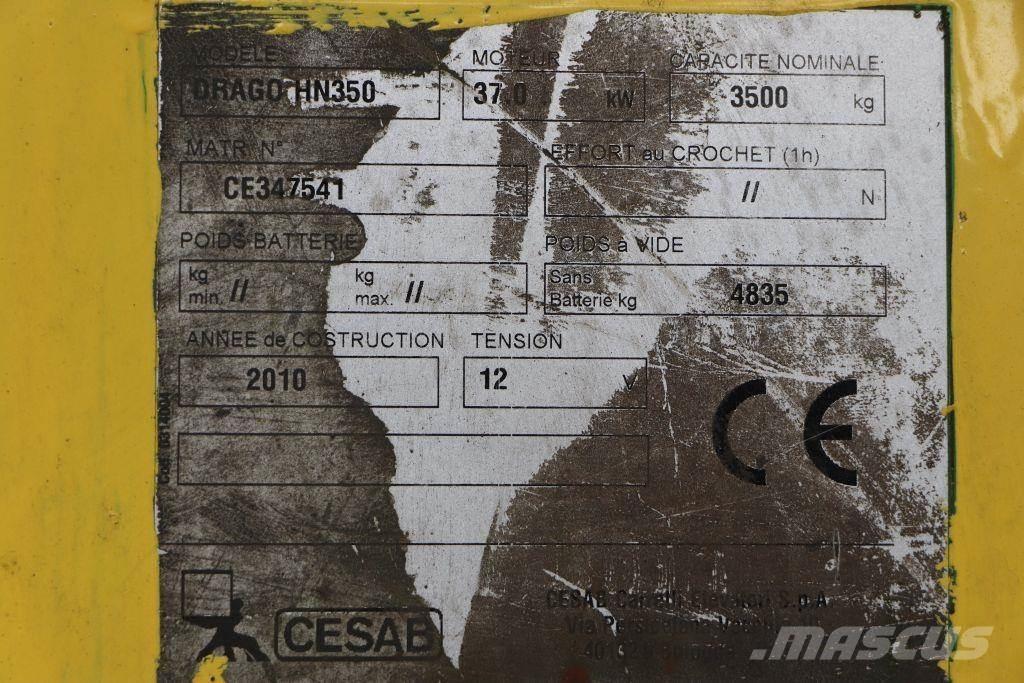 MODELE MOTEUR CAPACITE NOMINALE
DRAGO HN350 37.0 kW 3500 kg
MATR. N° EFFORT au CROCHET (1h)
CE347541 // N
POIDS BATTERIE POIDS à VIDE
kg min. // kg max. // Sans Batterie kg 4835
ANNEE de COSTRUCTION TENSION
2010 12 V
CE
CESAB
CESAB Carrelli Elevatori S.p.A.
Via
Bologna
MASCUS